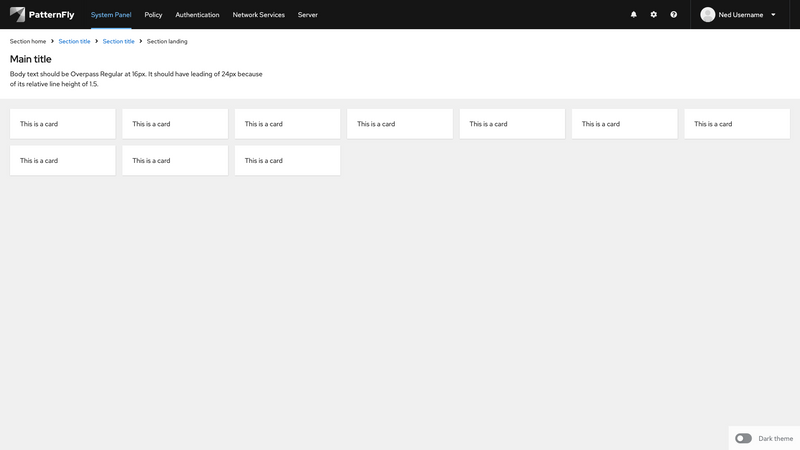 PatternFly System Panel Policy Authentication Network Services Server Ned Username
Section home Section title Section title Section landing
Main title
Body text should be Overpass Regular at 16px. It should have leading of 24px because
of its relative line height of 1.5.
This is a card This is a card This is a card This is a card This is a card This is a card This is a card
This is a card This is a card This is a card
Dark theme